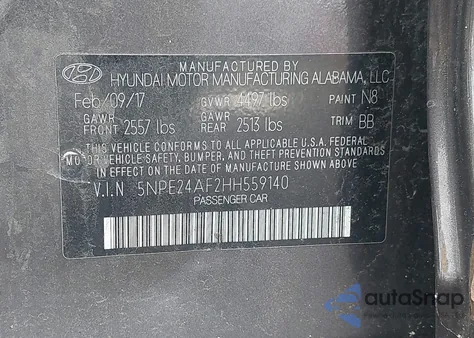 MANUFACTURED BY
HYUNDAI MOTOR MANUFACTURING ALABAMA, LLC
Feb/09/17 GVWR 4497 lbs PAINT N8
GAWR FRONT 2557 lbs GAWR REAR 2513 lbs TRIM BB
THIS VEHICLE CONFORMS TO ALL APPLICABLE U.S.A. FEDERAL
MOTOR VEHICLE SAFETY, BUMPER, AND THEFT PREVENTION STANDARDS
IN EFFECT ON THE DATE OF MANUFACTURE SHOWN ABOVE.
V.I.N 5NPE24AF2HH559140
PASSENGER CAR
autoSnap